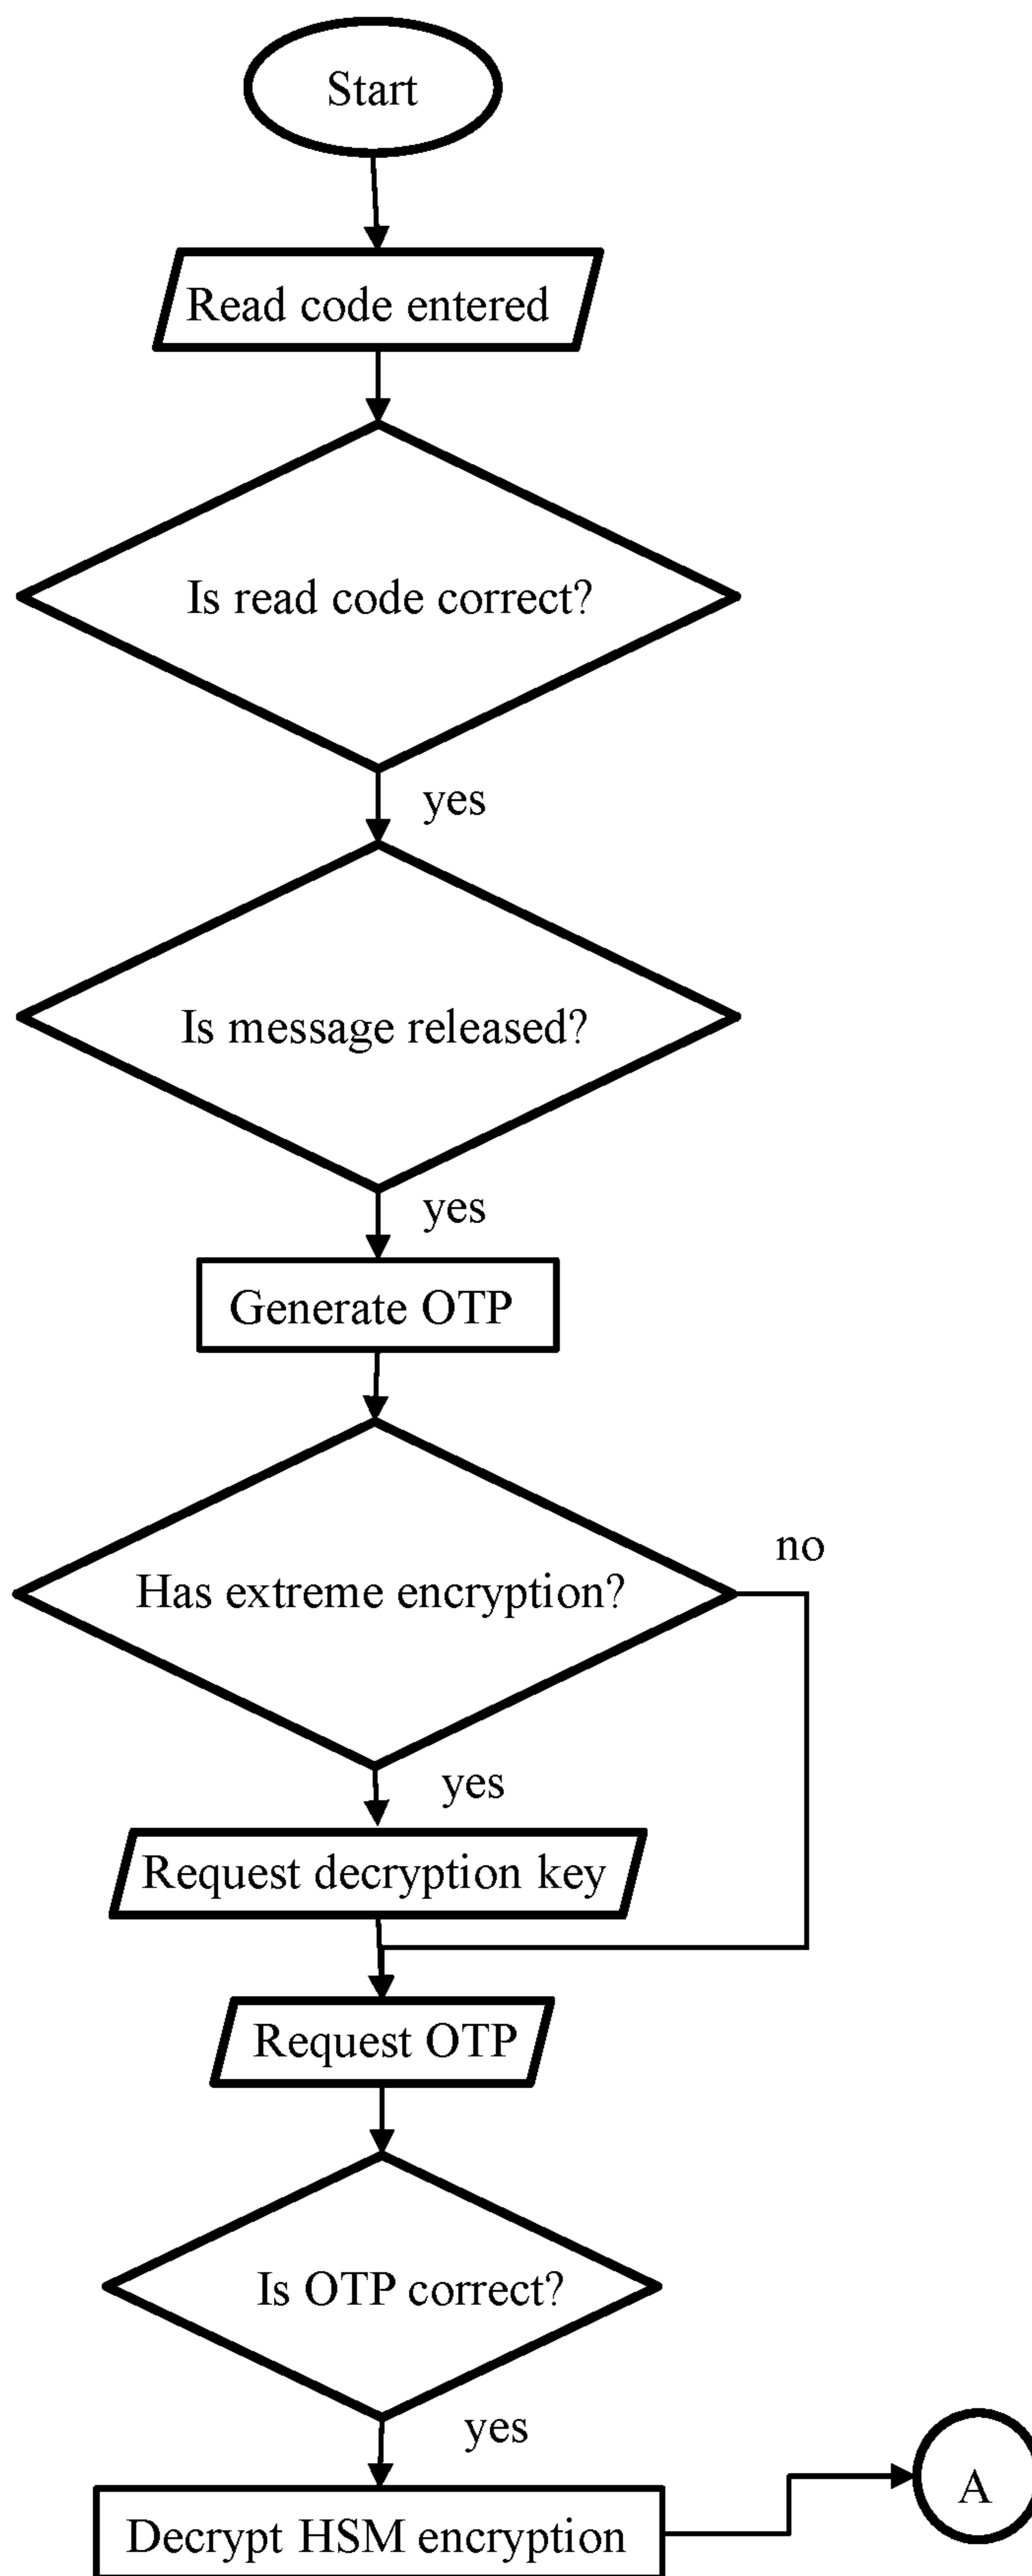 Start
Read code entered
Is read code correct?
yes
Is message released?
yes
Generate OTP
Has extreme encryption?
no
yes
Request decryption key
Request OTP
Is OTP correct?
yes
Decrypt HSM encryption
A